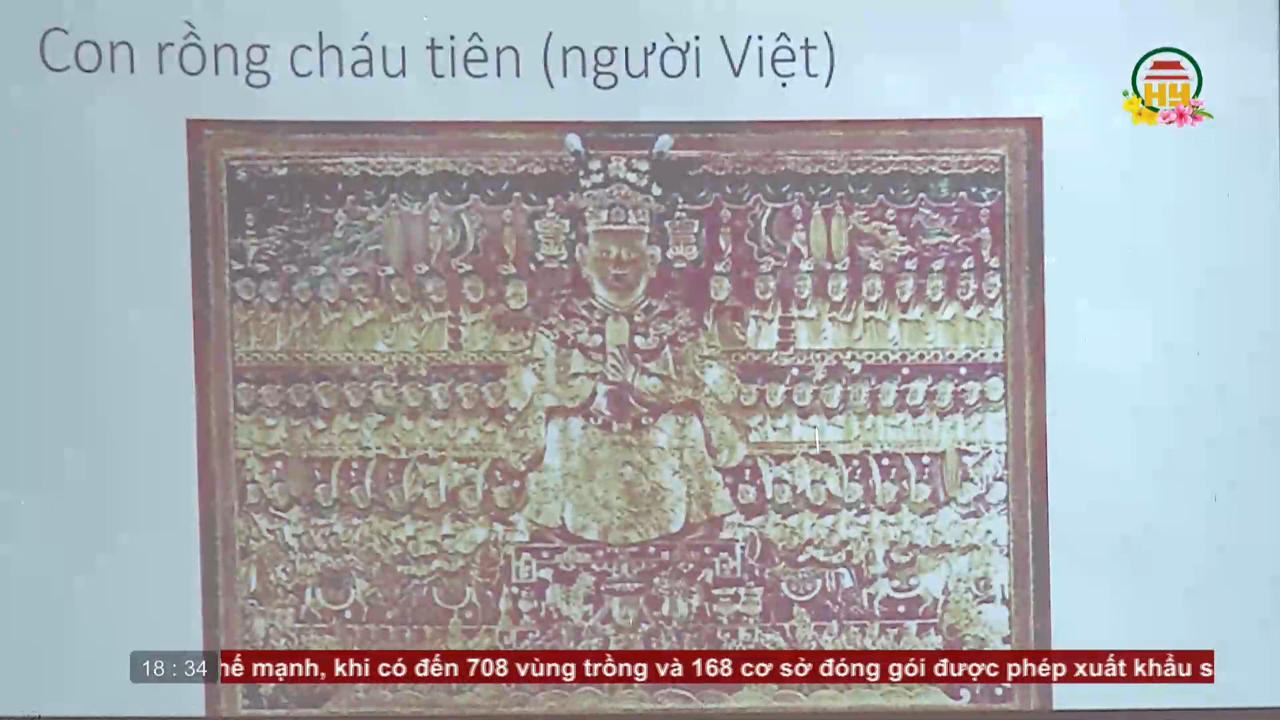 Con rồng cháu tiên (người Việt)
HY
18 : 34
hế mạnh, khi có đến 708 vùng trồng và 168 cơ sở đóng gói được phép xuất khẩu s